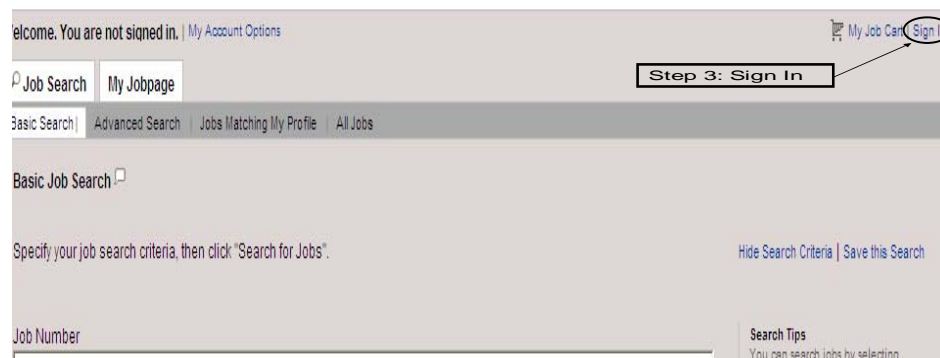 elcome. You are not signed in. | My Account Options My Job Cart | Sign I
Step 3: Sign In
Job Search My Jobpage
Basic Search | Advanced Search | Jobs Matching My Profile | All Jobs
Basic Job Search
Specify your job search criteria, then click "Search for Jobs". Hide Search Criteria | Save this Search
Job Number Search Tips
You can search jobs by selecting